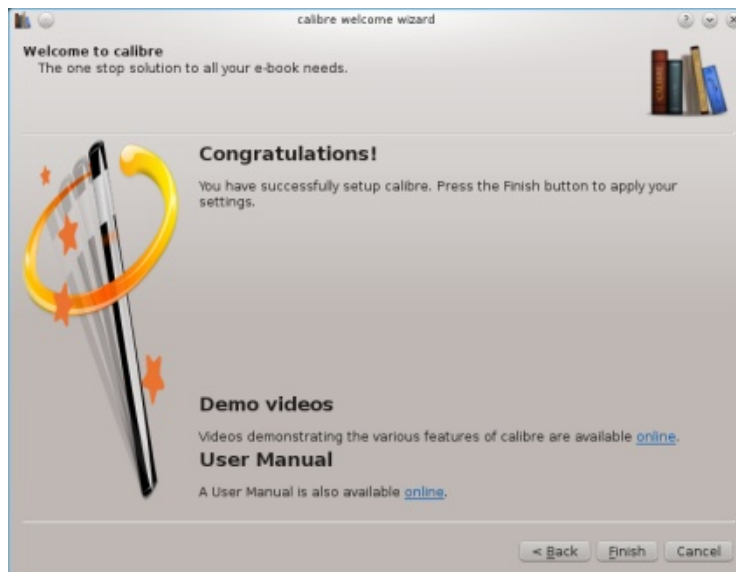 calibre welcome wizard
Welcome to calibre
The one stop solution to all your e-book needs.
CALIBRE
Congratulations!
You have successfully setup calibre. Press the Finish button to apply your
settings.
Demo videos
Videos demonstrating the various features of calibre are available online.
User Manual
A User Manual is also available online.
< Back Finish Cancel